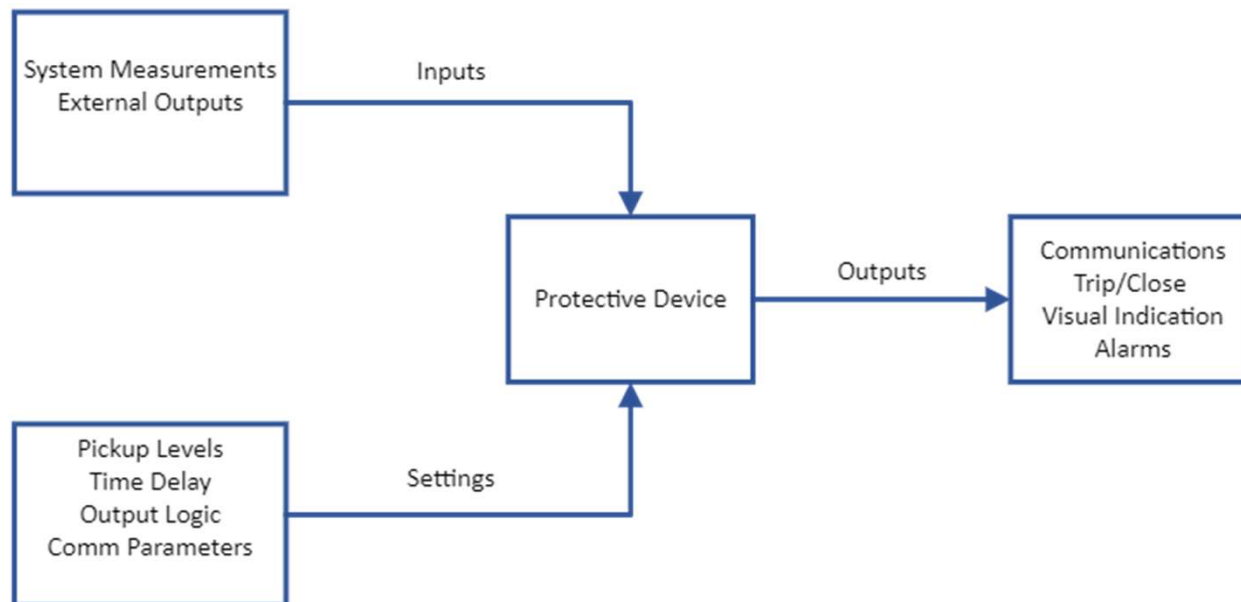 System Measurements
External Outputs
Inputs
Protective Device
Outputs
Communications
Trip/Close
Visual Indication
Alarms
Pickup Levels
Time Delay
Output Logic
Comm Parameters
Settings